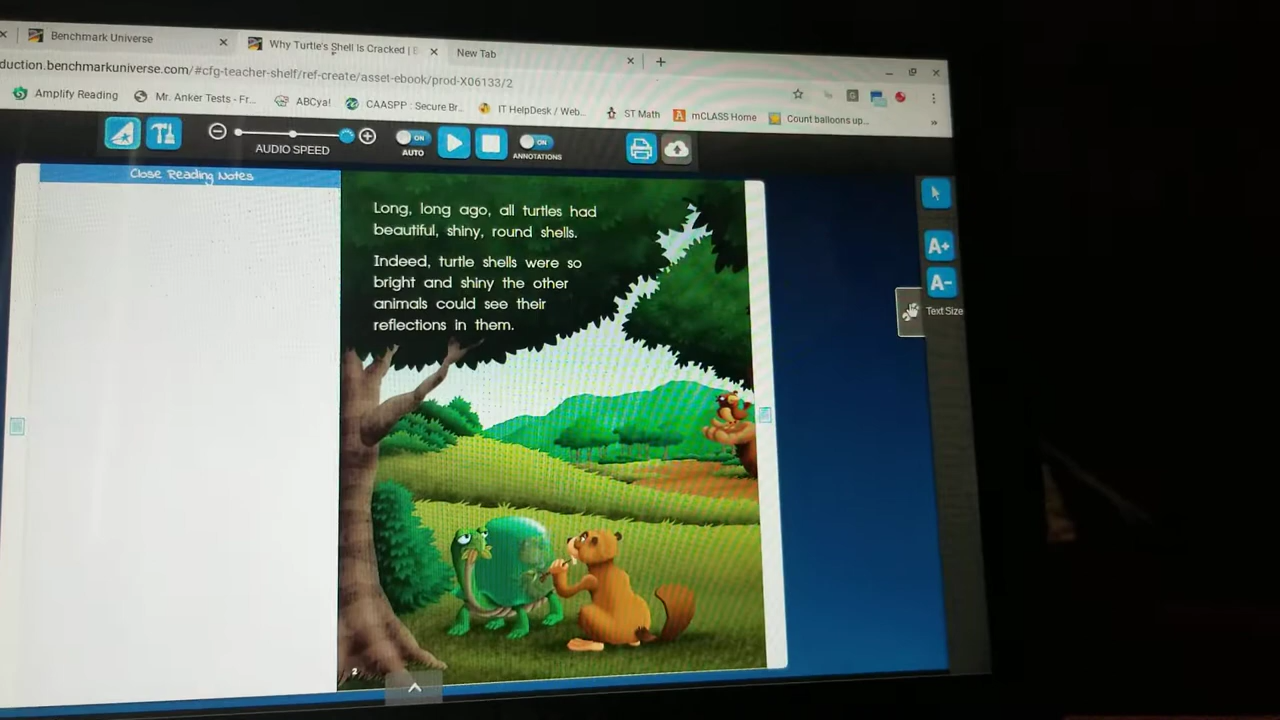 Benchmark Universe
Why Turtle's Shell Is Cracked |
New Tab
duction.benchmarkuniverse.com/#cfg-teacher-shelf/ref-create/asset-ebook/prod-X06133/2
Amplify Reading
Mr. Anker Tests - Fr...
ABCya!
CAASPP : Secure Br...
IT HelpDesk / Web...
ST Math
mCLASS Home
Count balloons up...
AUDIO SPEED
ON
AUTO
ON
ANNOTATIONS
Close Reading Notes
Long, long ago, all turtles had
beautiful, shiny, round shells.
Indeed, turtle shells were so
bright and shiny the other
animals could see their
reflections in them.
A+
A-
Text Size
2